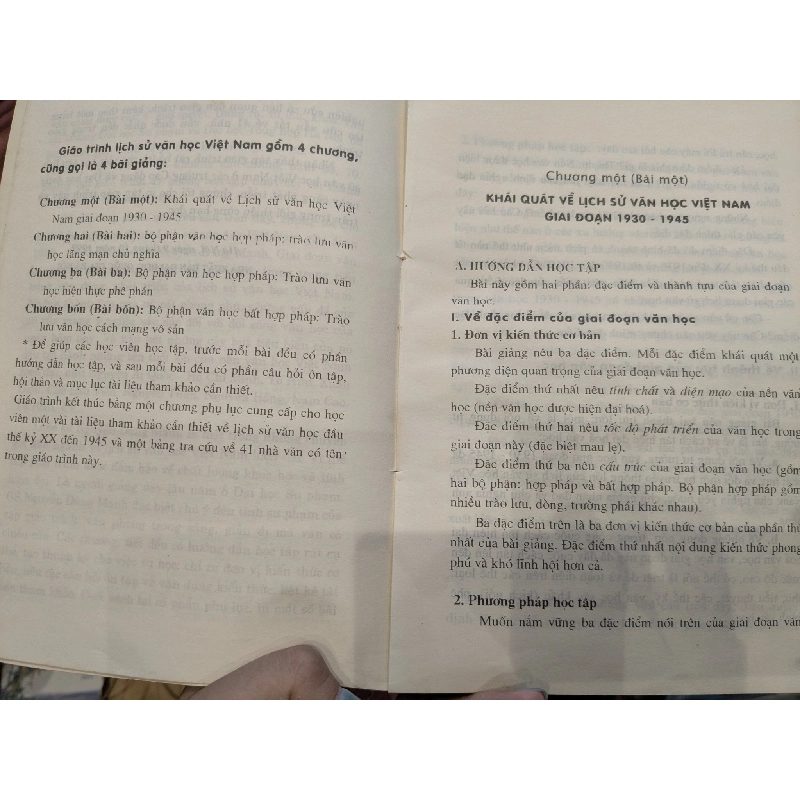 Giáo trình lịch sử văn học Việt Nam gồm 4 chương,
cũng gọi là 4 bài giảng:
Chương một (Bài một): Khái quát về Lịch sử văn học Việt
Nam giai đoạn 1930 - 1945
Chương hai (Bài hai): bộ phận văn học hợp pháp: trào lưu văn
học lãng mạn chủ nghĩa
Chương ba (Bài ba): Bộ phận văn học hợp pháp: Trào lưu văn
học hiện thực phê phán
Chương bốn (Bài bốn): Bộ phận văn học bất hợp pháp: Trào
lưu văn học cách mạng vô sản
* Để giúp các học viên học tập, trước mỗi bài đều có phần
hướng dẫn học tập, và sau mỗi bài đều có phần câu hỏi ôn tập,
hội thảo và mục lục tài liệu tham khảo cần thiết.
Giáo trình kết thúc bằng một chương phụ lục cung cấp cho học
viên một vài tài liệu tham khảo cần thiết về lịch sử văn học đầu
thế kỷ XX đến 1945 và một bảng tra cứu về 41 nhà văn có tên
trong giáo trình này.
Chương một (Bài một)
KHÁI QUÁT VỀ LỊCH SỬ VĂN HỌC VIỆT NAM
GIAI ĐOẠN 1930 - 1945
A. HƯỚNG DẪN HỌC TẬP
Bài này gồm hai phần: đặc điểm và thành tựu của giai đoạn
văn học.
I. Về đặc điểm của giai đoạn văn học
1. Đơn vị kiến thức cơ bản
Bài giảng nêu ba đặc điểm. Mỗi đặc điểm khái quát một
phương diện quan trọng của giai đoạn văn học.
Đặc điểm thứ nhất nêu tính chất và diện mạo của nền văn
học (nền văn học được hiện đại hoá).
Đặc điểm thứ hai nêu tốc độ phát triển của văn học trong
giai đoạn này (đặc biệt mau lẹ).
Đặc điểm thứ ba nêu cấu trúc của giai đoạn văn học (gồm
hai bộ phận: hợp pháp và bất hợp pháp. Bộ phận hợp pháp gồm
nhiều trào lưu, dòng, trường phái khác nhau).
Ba đặc điểm trên là ba đơn vị kiến thức cơ bản của phần thứ
nhất của bài giảng. Đặc điểm thứ nhất nội dung kiến thức phong
phú và khó lĩnh hội hơn cả.
2. Phương pháp học tập
Muốn nắm vững ba đặc điểm nói trên của giai đoạn văn